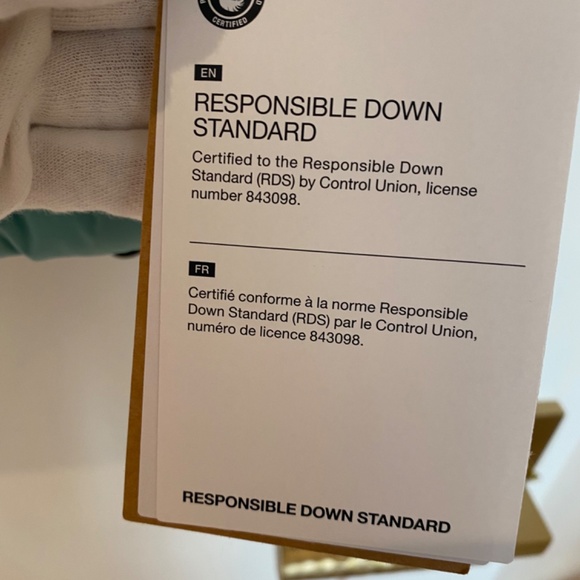 CERTIFIED
EN
RESPONSIBLE DOWN
STANDARD
Certified to the Responsible Down
Standard (RDS) by Control Union, license
number 843098.
FR
Certifié conforme à la norme Responsible
Down Standard (RDS) par le Control Union,
numéro de licence 843098.
RESPONSIBLE DOWN STANDARD